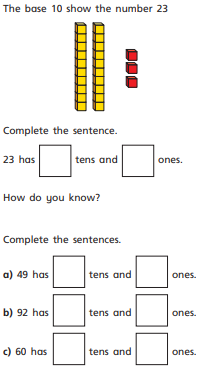 The base 10 show the number 23
Complete the sentence.
23 has tens and ones.
How do you know?
Complete the sentences.
a) 49 has tens and ones.
b) 92 has tens and ones.
c) 60 has tens and ones.